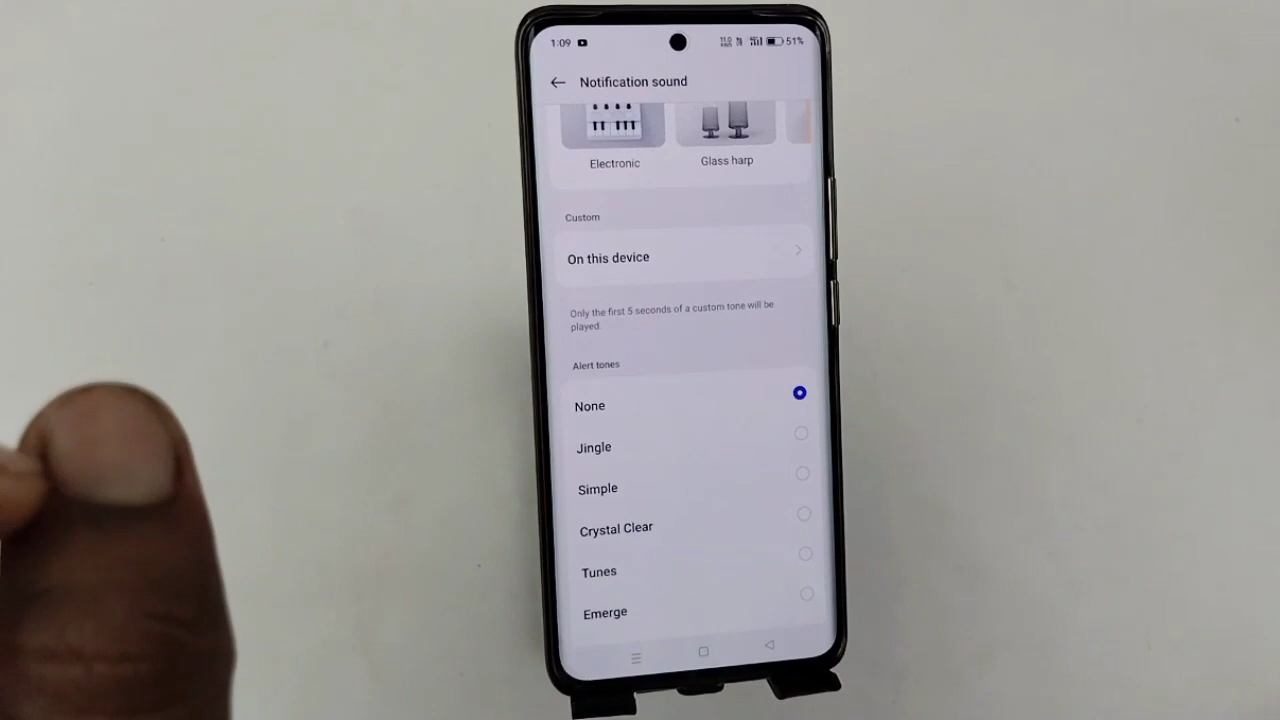 1:09
51%
Notification sound
Electronic
Glass harp
Custom
On this device
Only the first 5 seconds of a custom tone will be
played.
Alert tones
None
Jingle
Simple
Crystal Clear
Tunes
Emerge